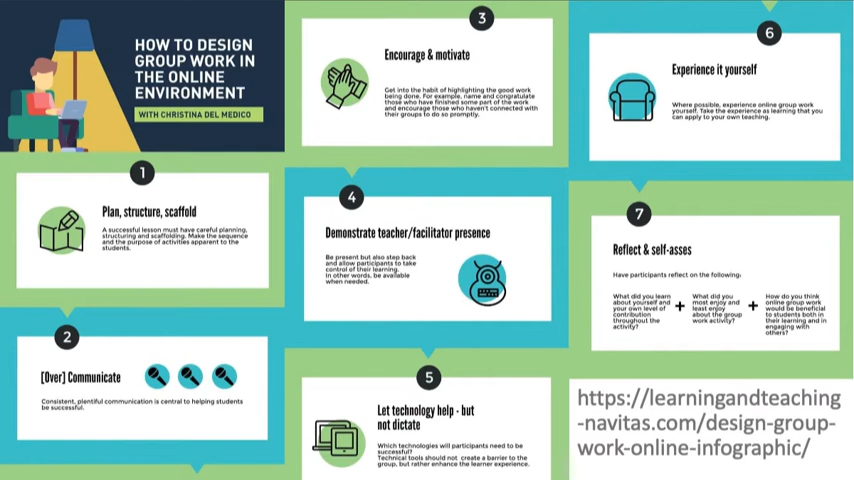 HOW TO DESIGN
GROUP WORK IN
THE ONLINE
ENVIRONMENT
WITH CHRISTINA DEL MEDICO
1
Plan, structure, scaffold
A successful lesson must have careful planning,
structuring and scaffolding. Make the sequence
and the purpose of activities apparent to the
students.
2
[Over] Communicate
Consistent, plentiful communication is central to helping students
be successful.
3
Encourage & motivate
Get into the habit of highlighting the good work
being done. For example, name and congratulate
those who have finished some part of the work
and encourage those who haven't connected with
their groups to do so promptly.
4
Demonstrate teacher/facilitator presence
Be present but also step back
and allow participants to take
control of their learning.
In other words, be available
when needed.
5
Let technology help - but
not dictate
Which technologies will participants need to be
successful?
Technical tools should not create a barrier to the
group, but rather enhance the learner experience.
6
Experience it yourself
Where possible, experience online group work
yourself. Take the experience as learning that you
can apply to your own teaching.
7
Reflect & self-asses
Have participants reflect on the following:
What did you learn
about yourself and
your own level of
contribution
throughout the
activity?
+
What did you
most enjoy and
least enjoy
about the group
work activity?
+
How do you think
online group work
would be beneficial
to students both in
their learning and in
engaging with
others?
https://learningandteaching
-navitas.com/design-group-
work-online-infographic/